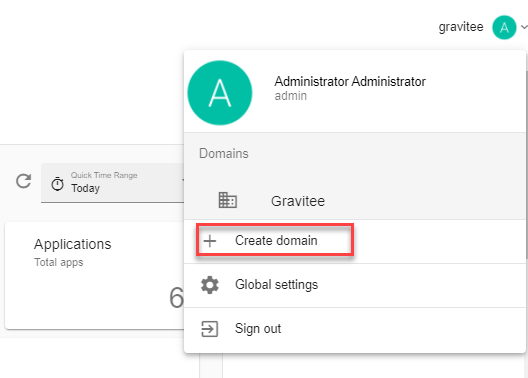 gravitee A
A
Administrator Administrator
admin
Domains
Quick Time Range
Today
Gravitee
Applications
Total apps
6
Create domain
Global settings
Sign out